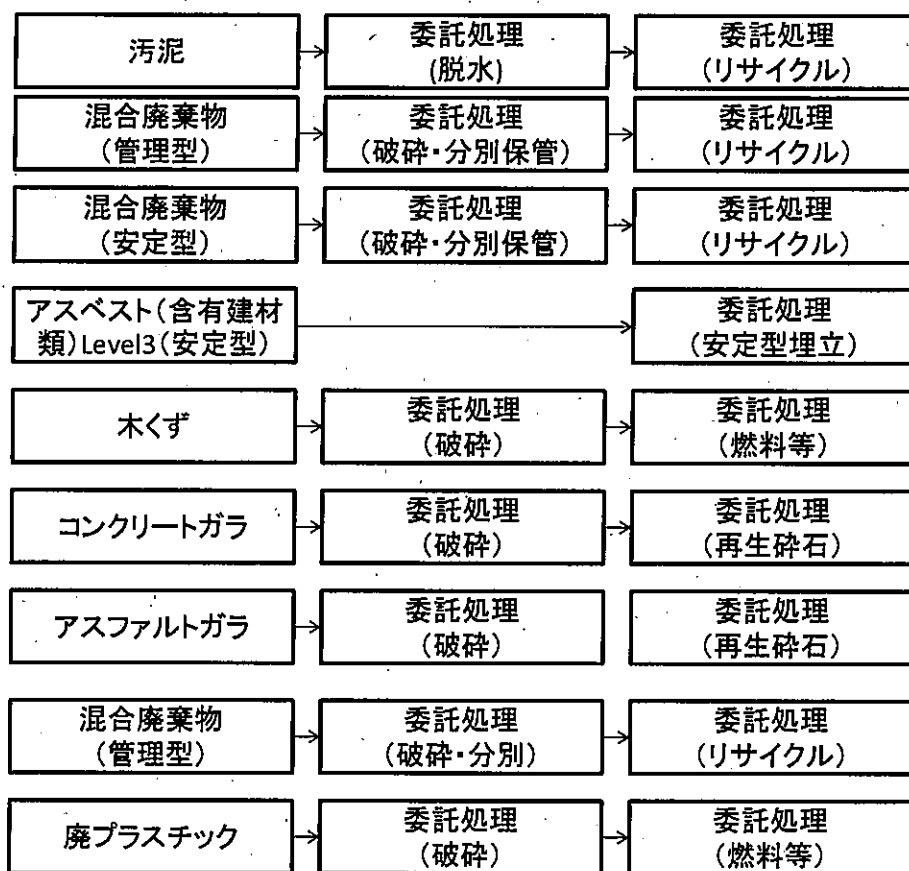 汚泥
委託処理
(脱水)
委託処理
(リサイクル)
混合廃棄物
(管理型)
委託処理
(破砕・分別保管)
委託処理
(リサイクル)
混合廃棄物
(安定型)
委託処理
(破砕・分別保管)
委託処理
(リサイクル)
アスベスト(含有建材
類)Level3(安定型)
委託処理
(安定型埋立)
木くず
委託処理
(破砕)
委託処理
(燃料等)
コンクリートガラ
委託処理
(破砕)
委託処理
(再生砕石)
アスファルトガラ
委託処理
(破砕)
委託処理
(再生砕石)
混合廃棄物
(管理型)
委託処理
(破砕・分別)
委託処理
(リサイクル)
廃プラスチック
委託処理
(破砕)
委託処理
(燃料等)